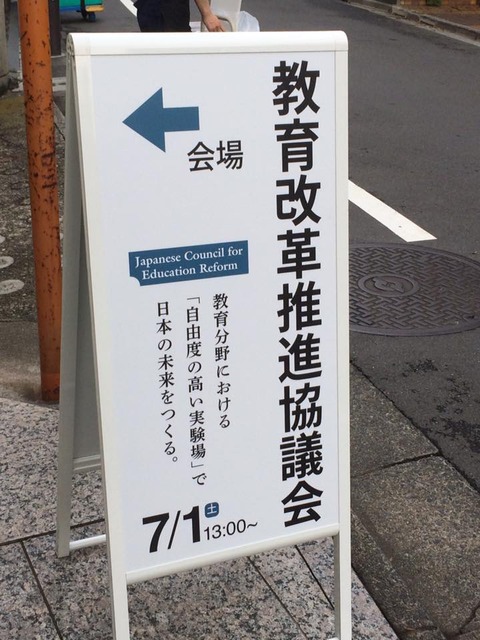 教育改革推進協議会
会場
Japanese Council for
Education Reform
教育分野における
「自由度の高い実験場」で
日本の未来をつくる。
7/1土13:00~